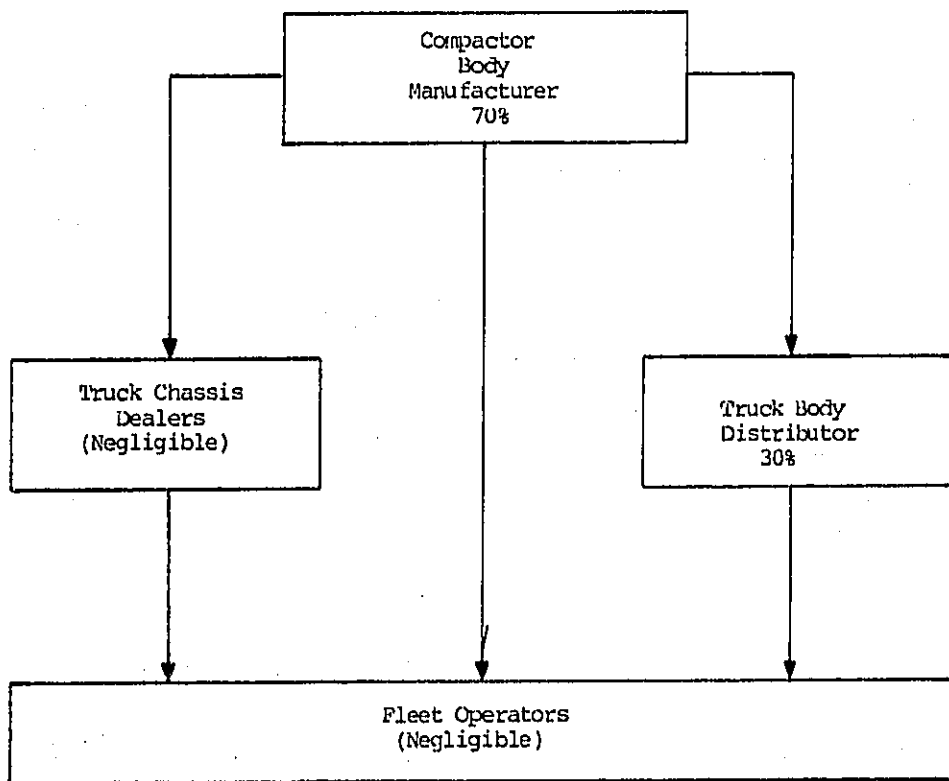 Compactor
Body
Manufacturer
70%
Truck Chassis
Dealers
(Negligible)
Truck Body
Distributor
30%
Fleet Operators
(Negligible)